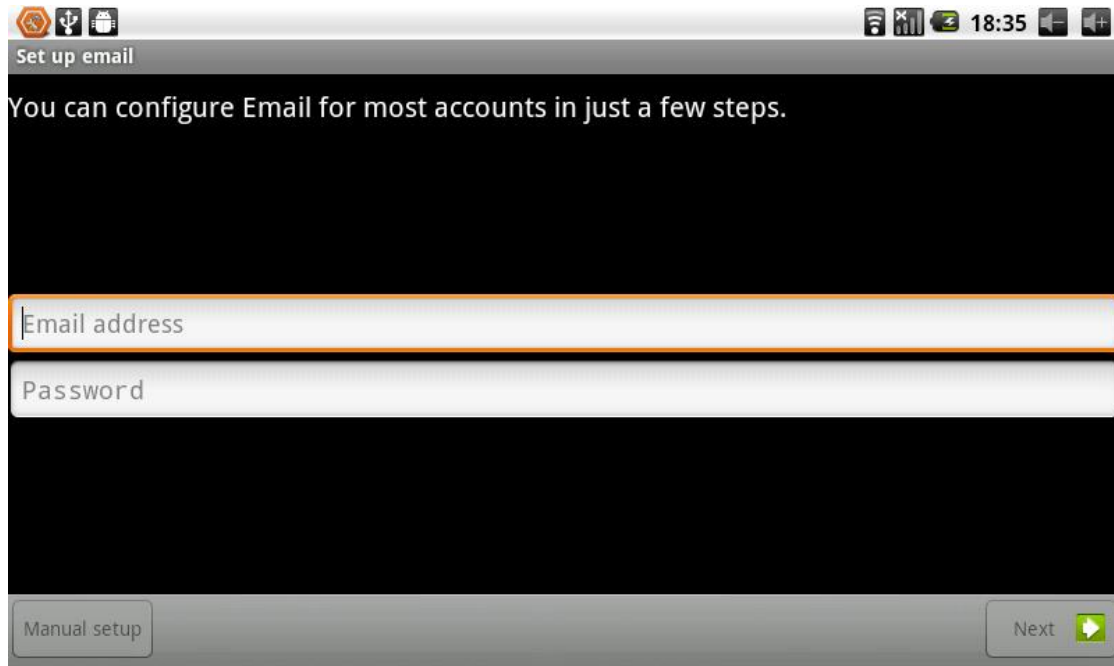 18:35
Set up email
You can configure Email for most accounts in just a few steps.
Email address
Password
Manual setup
Next